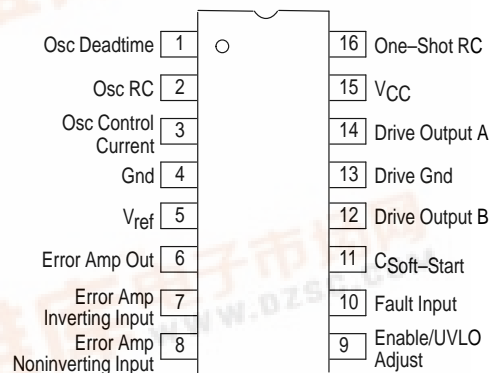 Osc Deadtime 1
16 One–Shot RC
Osc RC 2
15 VCC
Osc Control
Current 3
14 Drive Output A
Gnd 4
13 Drive Gnd
Vref 5
12 Drive Output B
Error Amp Out 6
11 CSoft–Start
Error Amp
Inverting Input 7
10 Fault Input
Error Amp
Noninverting Input 8
9 Enable/UVLO
Adjust